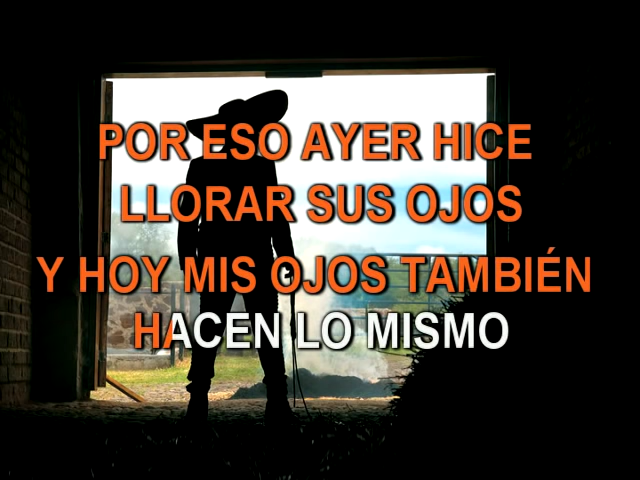 POR ESO AYER HICE
LLORAR SUS OJOS
Y HOY MIS OJOS TAMBIÉN
HACEN LO MISMO